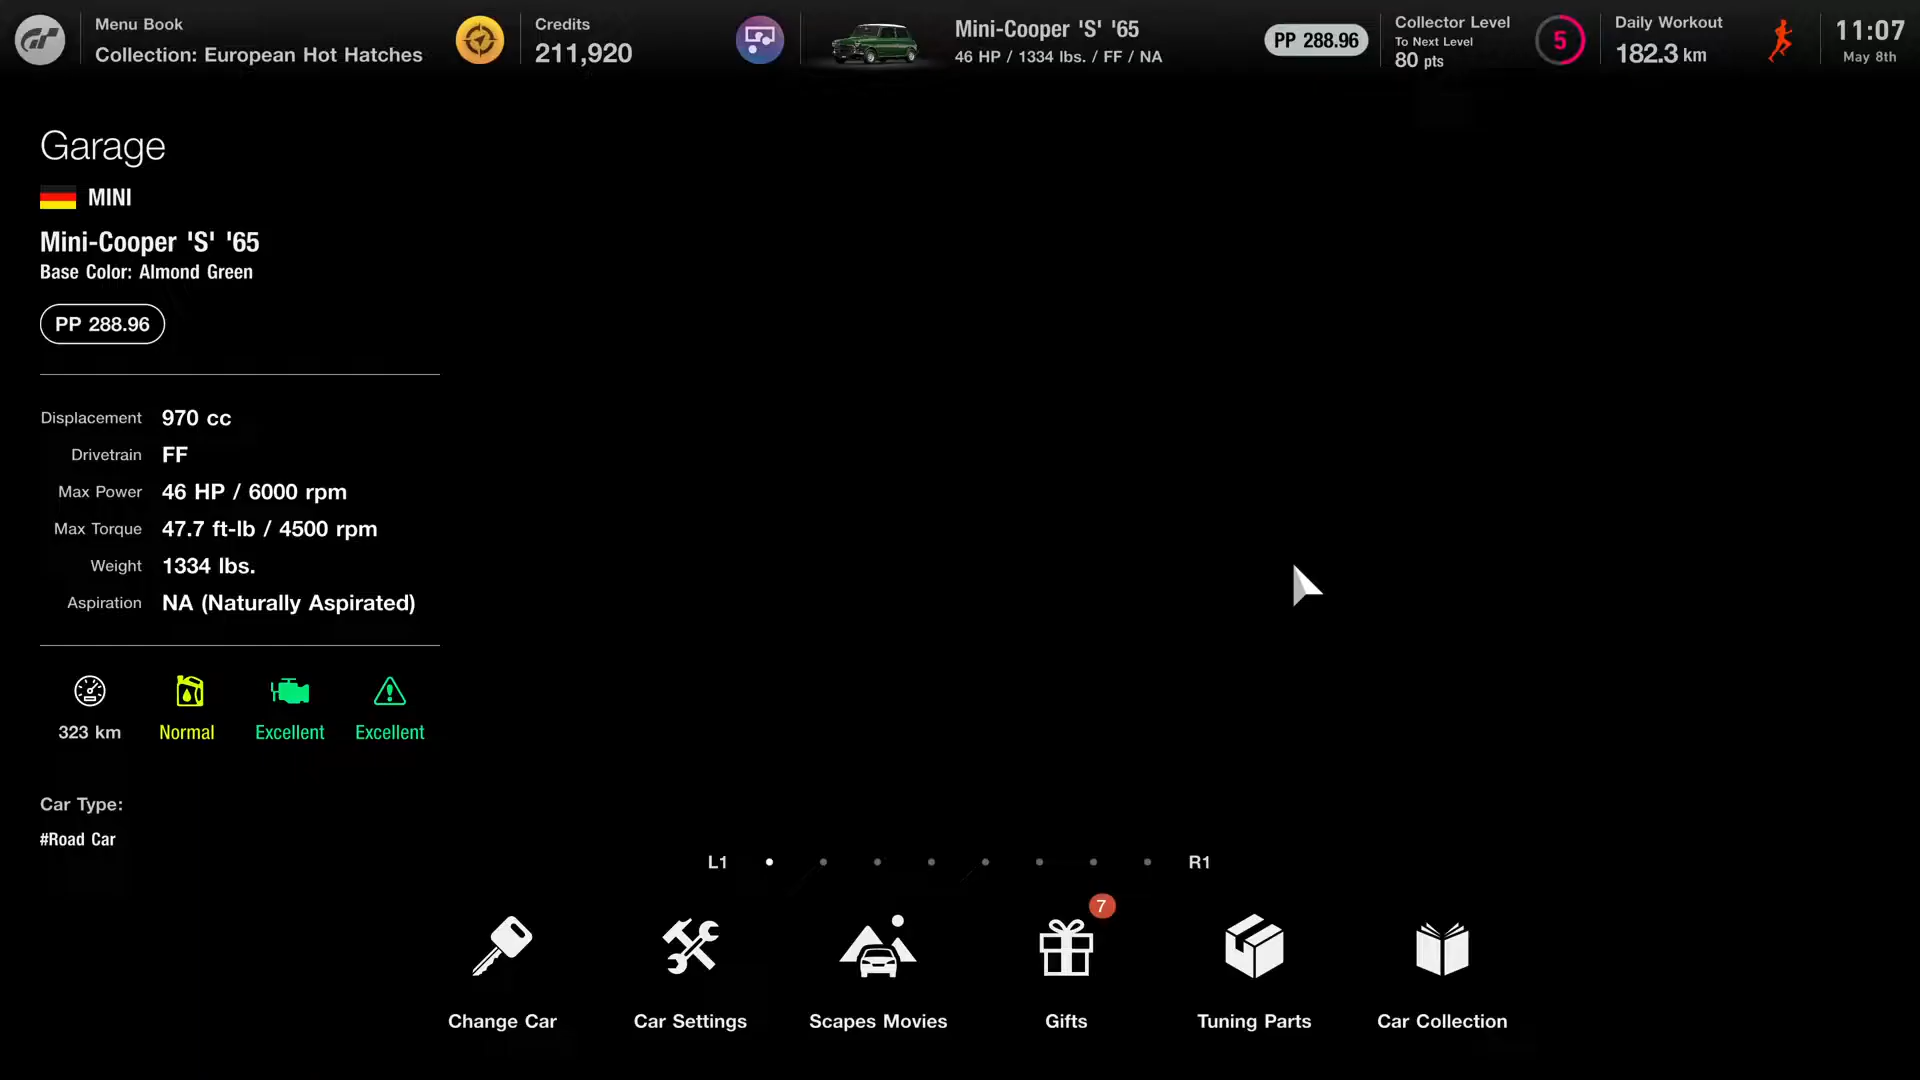 Menu Book
Collection: European Hot Hatches
Credits
211,920
Mini-Cooper 'S' '65
46 HP / 1334 lbs. / FF / NA
PP 288.96
Collector Level
To Next Level
80 pts
5
Daily Workout
182.3 km
11:07
May 8th
Garage
MINI
Mini-Cooper 'S' '65
Base Color: Almond Green
PP 288.96
Displacement 970 cc
Drivetrain FF
Max Power 46 HP / 6000 rpm
Max Torque 47.7 ft-lb / 4500 rpm
Weight 1334 lbs.
Aspiration NA (Naturally Aspirated)
323 km Normal Excellent Excellent
Car Type:
#Road Car
L1 R1
7
Change Car Car Settings Scapes Movies Gifts Tuning Parts Car Collection